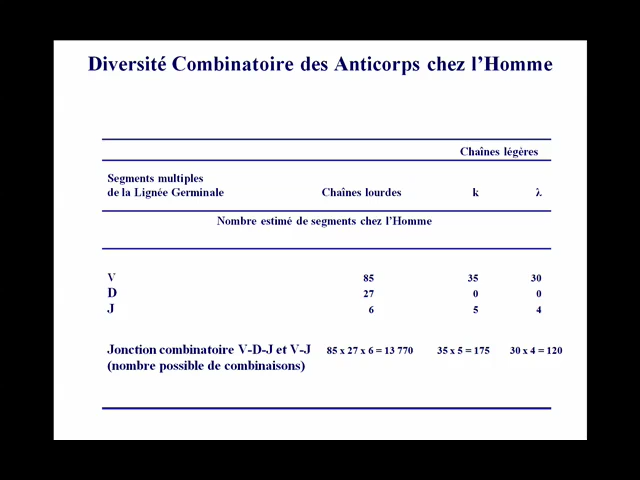 Diversité Combinatoire des Anticorps chez l'Homme
Chaînes légères
Segments multiples
de la Lignée Germinale Chaînes lourdes k λ
Nombre estimé de segments chez l'Homme
V 85 35 30
D 27 0 0
J 6 5 4
Jonction combinatoire V-D-J et V-J 85 x 27 x 6 = 13 770 35 x 5 = 175 30 x 4 = 120
(nombre possible de combinaisons)